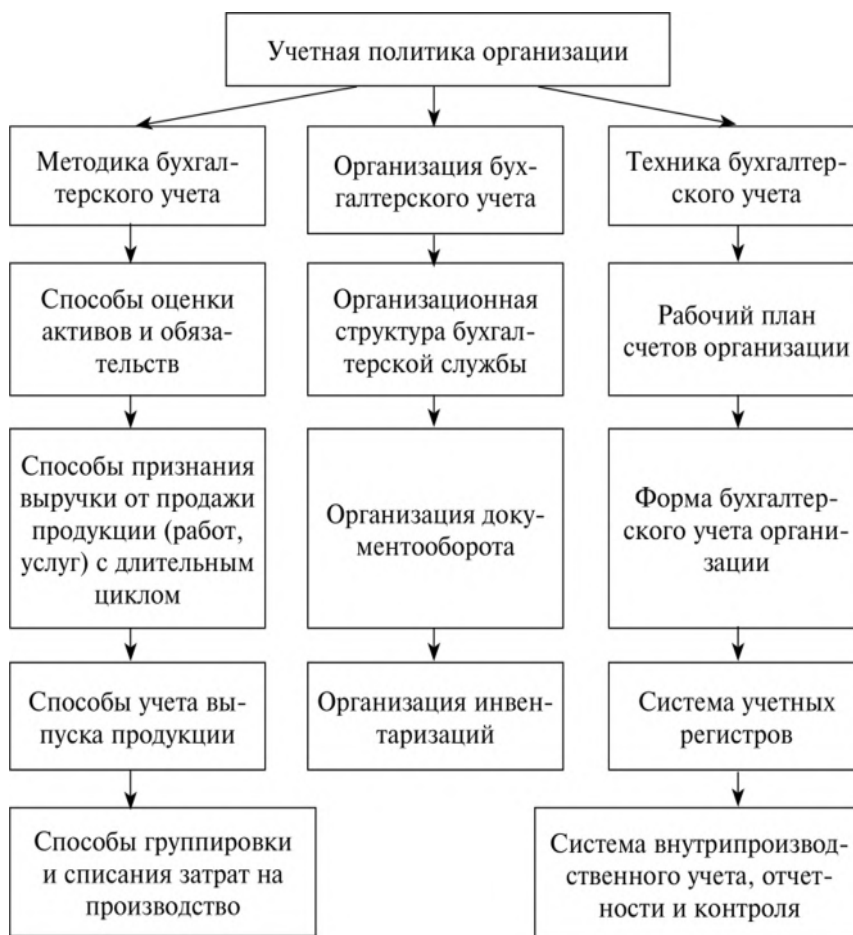 Учетная политика организации
Методика бухгал-
терского учета
Организация бух-
галтерского учета
Техника бухгалтер-
ского учета
Способы оценки
активов и обяза-
тельств
Организационная
структура бухгал-
терской службы
Рабочий план
счетов организации
Способы признания
выручки от продажи
продукции (работ,
услуг) с длительным
циклом
Организация доку-
ментооборота
Форма бухгалтер-
ского учета органи-
зации
Способы учета вы-
пуска продукции
Организация инвен-
таризаций
Система учетных
регистров
Способы группировки
и списания затрат на
производство
Система внутрипроизвод-
ственного учета, отчет-
ности и контроля